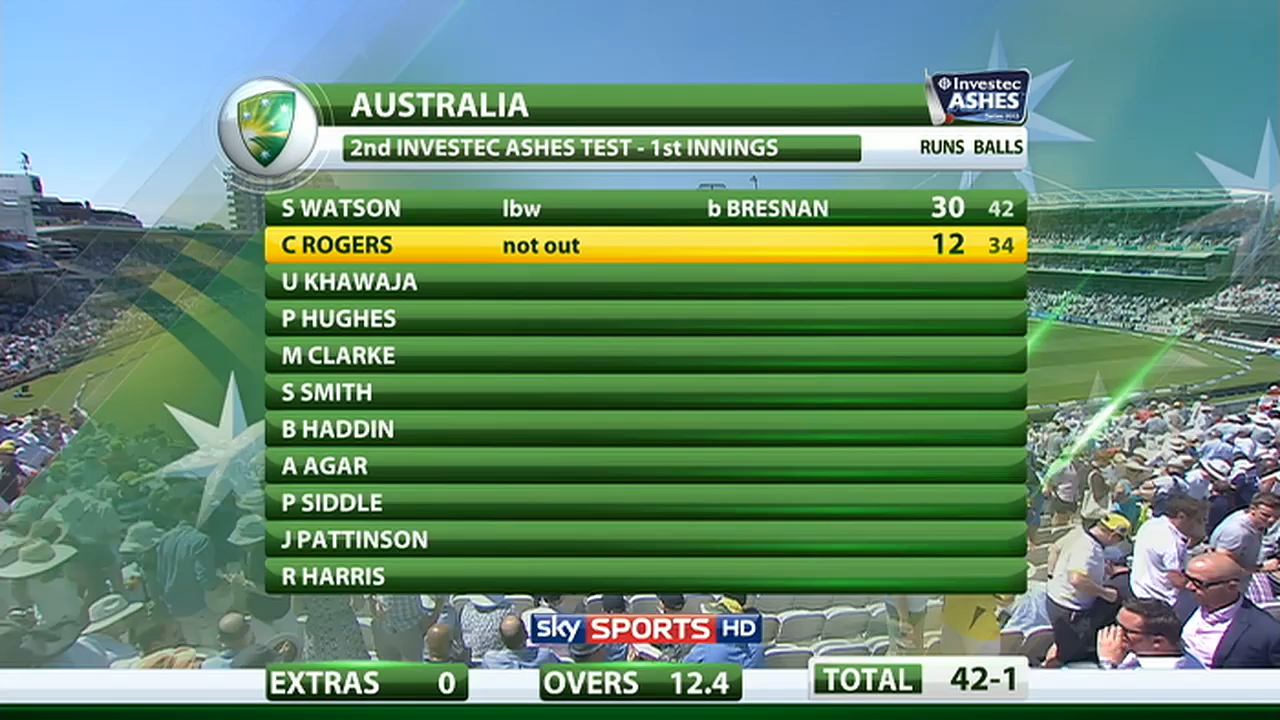 AUSTRALIA
Investec
ASHES
2nd INVESTEC ASHES TEST - 1st INNINGS RUNS BALLS
S WATSON lbw b BRESNAN 30 42
C ROGERS not out 12 34
U KHAWAJA
P HUGHES
M CLARKE
S SMITH
B HADDIN
A AGAR
P SIDDLE
J PATTINSON
R HARRIS
sky SPORTS HD
EXTRAS 0 OVERS 12.4 TOTAL 42-1